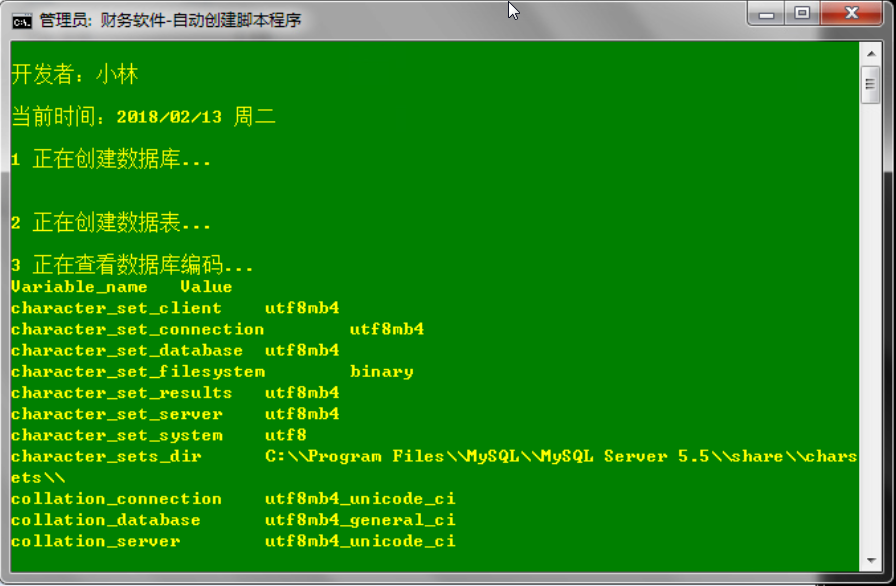 管理员: 财务软件-自动创建脚本程序
开发者：小林
当前时间：2018/02/13 周二
1 正在创建数据库...
2 正在创建数据表...
3 正在查看数据库编码...
Variable_name   Value
character_set_client    utf8mb4
character_set_connection        utf8mb4
character_set_database  utf8mb4
character_set_filesystem        binary
character_set_results   utf8mb4
character_set_server    utf8mb4
character_set_system    utf8
character_sets_dir      C:\\Program Files\\MySQL\\MySQL Server 5.5\\share\\chars
ets\\
collation_connection    utf8mb4_unicode_ci
collation_database      utf8mb4_general_ci
collation_server        utf8mb4_unicode_ci